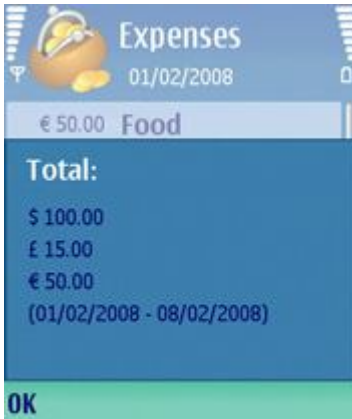 Expenses
01/02/2008
€ 50.00 Food
Total:
$ 100.00
£ 15.00
€ 50.00
(01/02/2008 - 08/02/2008)
OK